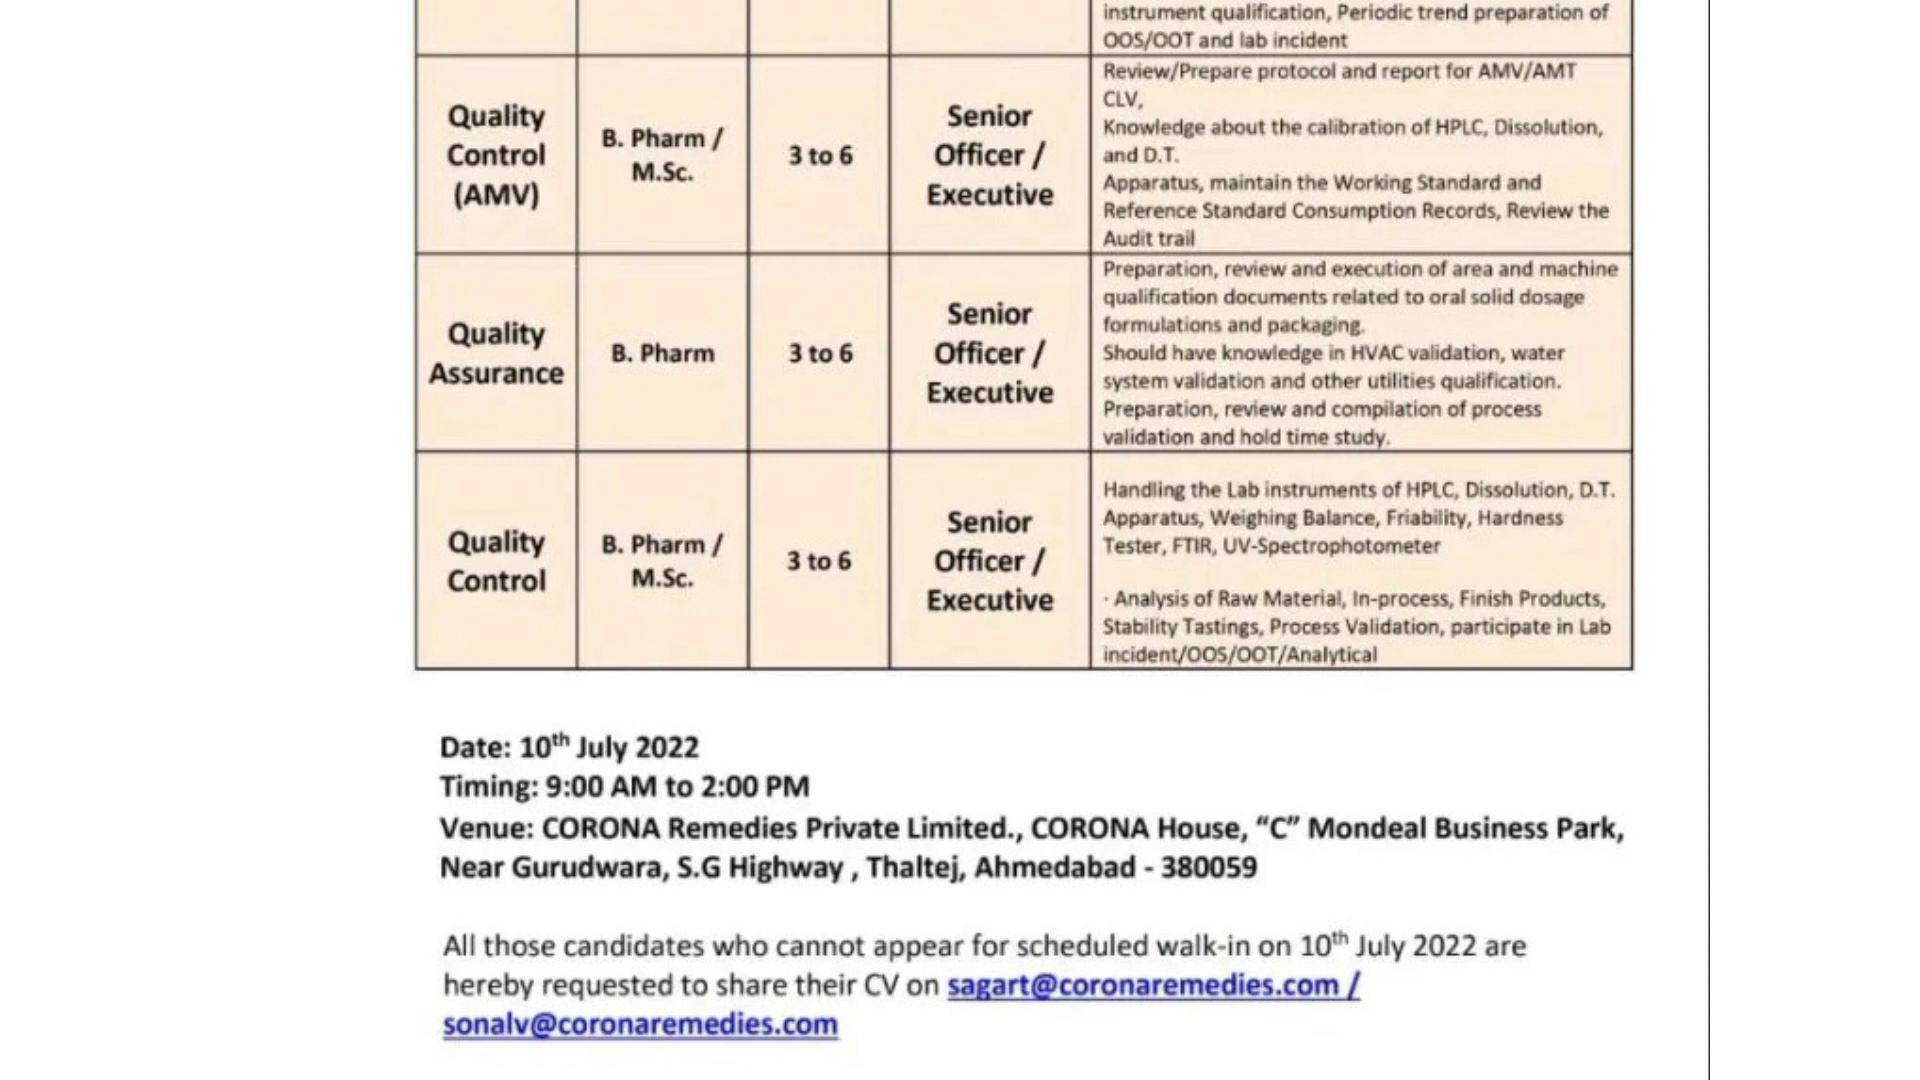 instrument qualification, Periodic trend preparation of
OOS/OOT and lab incident
Quality
Control
(AMV)
B. Pharm /
M.Sc.
3 to 6
Senior
Officer /
Executive
Review/Prepare protocol and report for AMV/AMT
CLV,
Knowledge about the calibration of HPLC, Dissolution,
and D.T.
Apparatus, maintain the Working Standard and
Reference Standard Consumption Records, Review the
Audit trail
Quality
Assurance
B. Pharm
3 to 6
Senior
Officer /
Executive
Preparation, review and execution of area and machine
qualification documents related to oral solid dosage
formulations and packaging.
Should have knowledge in HVAC validation, water
system validation and other utilities qualification.
Preparation, review and compilation of process
validation and hold time study.
Quality
Control
B. Pharm /
M.Sc.
3 to 6
Senior
Officer /
Executive
Handling the Lab instruments of HPLC, Dissolution, D.T.
Apparatus, Weighing Balance, Friability, Hardness
Tester, FTIR, UV-Spectrophotometer
· Analysis of Raw Material, In-process, Finish Products,
Stability Tastings, Process Validation, participate in Lab
incident/OOS/OOT/Analytical
Date: 10th July 2022
Timing: 9:00 AM to 2:00 PM
Venue: CORONA Remedies Private Limited., CORONA House, “C” Mondeal Business Park,
Near Gurudwara, S.G Highway , Thaltej, Ahmedabad - 380059
All those candidates who cannot appear for scheduled walk-in on 10th July 2022 are
hereby requested to share their CV on sagart@coronaremedies.com /
sonalv@coronaremedies.com